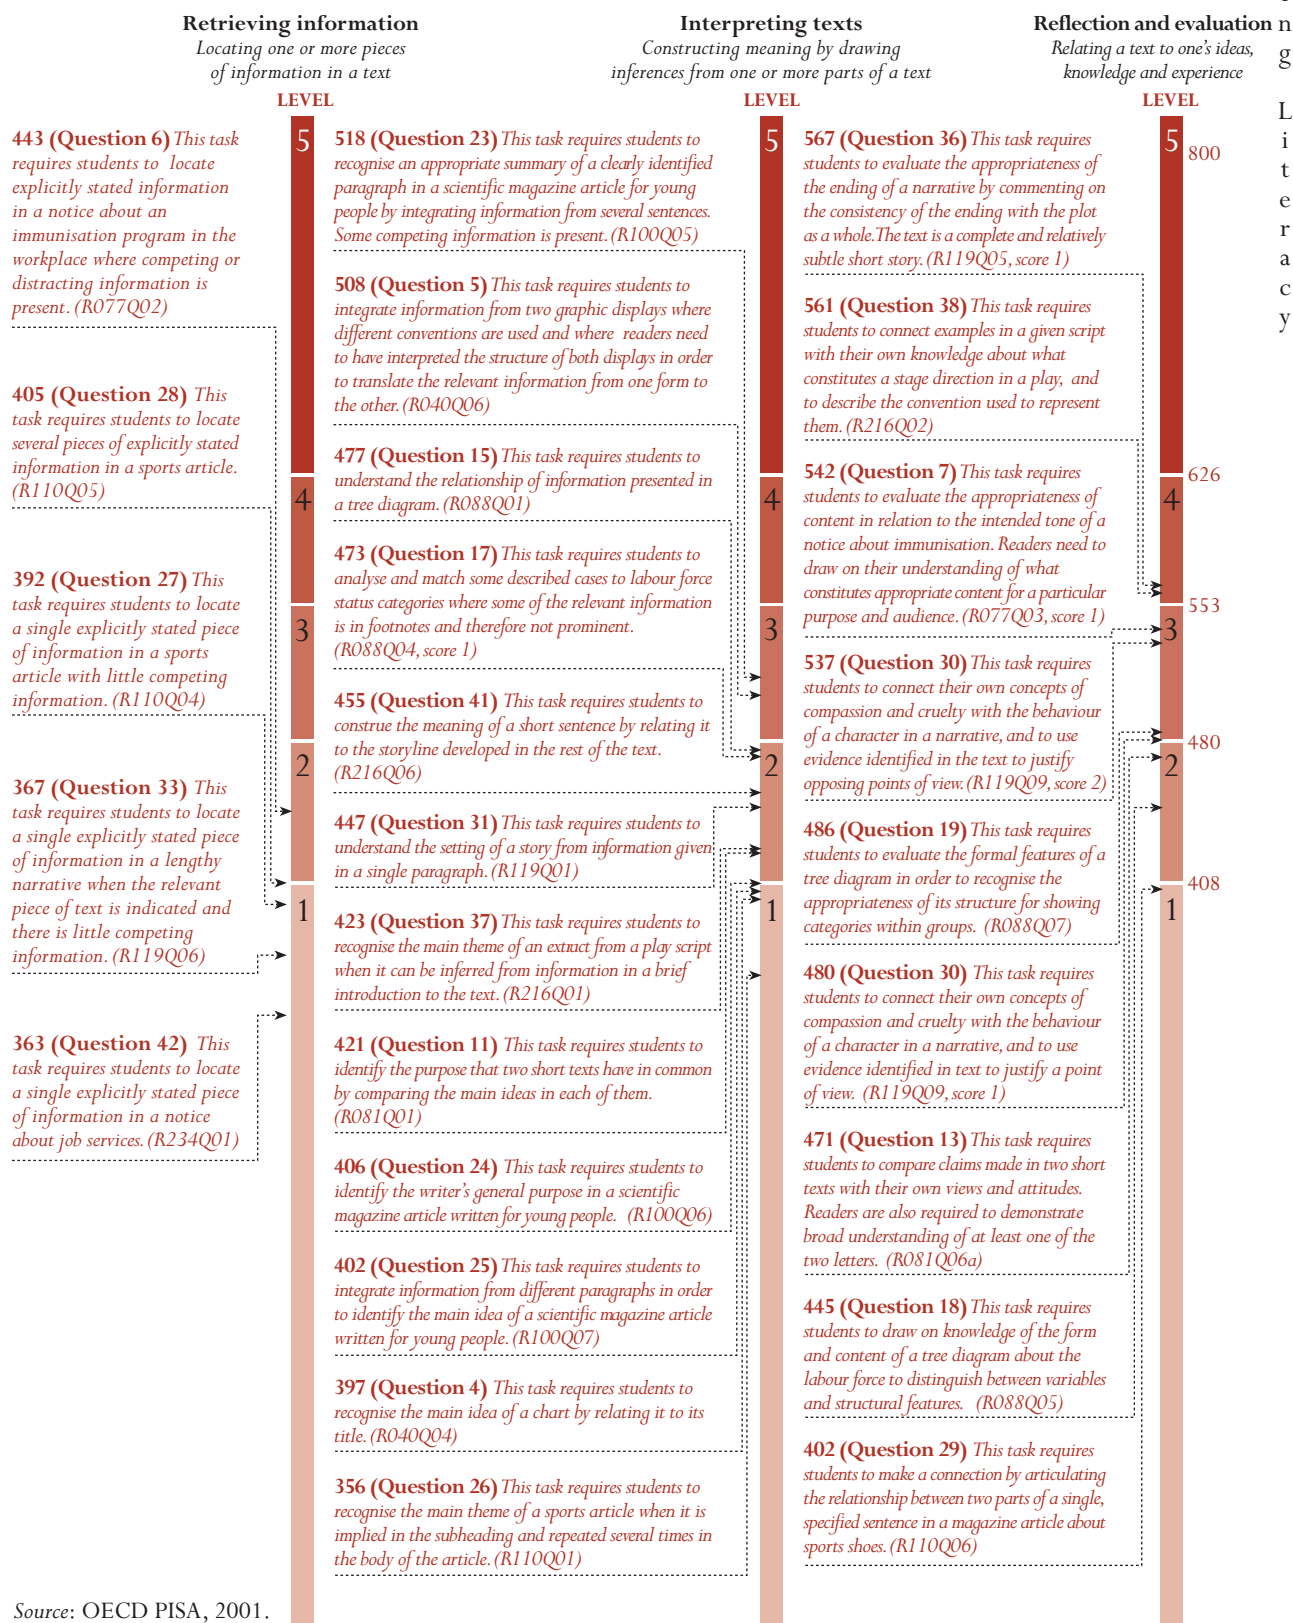 Retrieving information
Locating one or more pieces
of information in a text
LEVEL
443 (Question 6) This task
requires students to locate
explicitly stated information
in a notice about an
immunisation program in the
workplace where competing or
distracting information is
present. (R077Q02)
405 (Question 28) This
task requires students to locate
several pieces of explicitly stated
information in a sports article.
(R110Q05)
392 (Question 27) This
task requires students to locate
a single explicitly stated piece
of information in a sports
article with little competing
information. (R110Q04)
367 (Question 33) This
task requires students to locate
a single explicitly stated piece
of information in a lengthy
narrative when the relevant
piece of text is indicated and
there is little competing
information. (R119Q06)
363 (Question 42) This
task requires students to locate
a single explicitly stated piece
of information in a notice
about job services. (R234Q01)
5
4
3
2
1
Interpreting texts
Constructing meaning by drawing
inferences from one or more parts of a text
LEVEL
518 (Question 23) This task requires students to
recognise an appropriate summary of a clearly identified
paragraph in a scientific magazine article for young
people by integrating information from several sentences.
Some competing information is present. (R100Q05)
508 (Question 5) This task requires students to
integrate information from two graphic displays where
different conventions are used and where readers need
to have interpreted the structure of both displays in order
to translate the relevant information from one form to
the other. (R040Q06)
477 (Question 15) This task requires students to
understand the relationship of information presented in
a tree diagram. (R088Q01)
473 (Question 17) This task requires students to
analyse and match some described cases to labour force
status categories where some of the relevant information
is in footnotes and therefore not prominent.
(R088Q04, score 1)
455 (Question 41) This task requires students to
construe the meaning of a short sentence by relating it
to the storyline developed in the rest of the text.
(R216Q06)
447 (Question 31) This task requires students to
understand the setting of a story from information given
in a single paragraph. (R119Q01)
423 (Question 37) This task requires students to
recognise the main theme of an extract from a play script
when it can be inferred from information in a brief
introduction to the text. (R216Q01)
421 (Question 11) This task requires students to
identify the purpose that two short texts have in common
by comparing the main ideas in each of them.
(R081Q01)
406 (Question 24) This task requires students to
identify the writer's general purpose in a scientific
magazine article written for young people. (R100Q06)
402 (Question 25) This task requires students to
integrate information from different paragraphs in order
to identify the main idea of a scientific magazine article
written for young people. (R100Q07)
397 (Question 4) This task requires students to
recognise the main idea of a chart by relating it to its
title. (R040Q04)
356 (Question 26) This task requires students to
recognise the main theme of a sports article when it is
implied in the subheading and repeated several times in
the body of the article. (R110Q01)
5
4
3
2
1
Reflection and evaluation
Relating a text to one's ideas,
knowledge and experience
LEVEL
567 (Question 36) This task requires
students to evaluate the appropriateness of
the ending of a narrative by commenting on
the consistency of the ending with the plot
as a whole. The text is a complete and relatively
subtle short story. (R119Q05, score 1)
561 (Question 38) This task requires
students to connect examples in a given script
with their own knowledge about what
constitutes a stage direction in a play, and
to describe the convention used to represent
them. (R216Q02)
542 (Question 7) This task requires
students to evaluate the appropriateness of
content in relation to the intended tone of a
notice about immunisation. Readers need to
draw on their understanding of what
constitutes appropriate content for a particular
purpose and audience. (R077Q03, score 1)
537 (Question 30) This task requires
students to connect their own concepts of
compassion and cruelty with the behaviour
of a character in a narrative, and to use
evidence identified in the text to justify
opposing points of view. (R119Q09, score 2)
486 (Question 19) This task requires
students to evaluate the formal features of a
tree diagram in order to recognise the
appropriateness of its structure for showing
categories within groups. (R088Q07)
480 (Question 30) This task requires
students to connect their own concepts of
compassion and cruelty with the behaviour
of a character in a narrative, and to use
evidence identified in text to justify a point
of view. (R119Q09, score 1)
471 (Question 13) This task requires
students to compare claims made in two short
texts with their own views and attitudes.
Readers are also required to demonstrate
broad understanding of at least one of the
two letters. (R081Q06a)
445 (Question 18) This task requires
students to draw on knowledge of the form
and content of a tree diagram about the
labour force to distinguish between variables
and structural features. (R088Q05)
402 (Question 29) This task requires
students to make a connection by articulating
the relationship between two parts of a single,
specified sentence in a magazine article about
sports shoes. (R110Q06)
5
4
3
2
1
800
626
553
480
408
n
g
L
i
t
e
r
a
c
y
Source: OECD PISA, 2001.